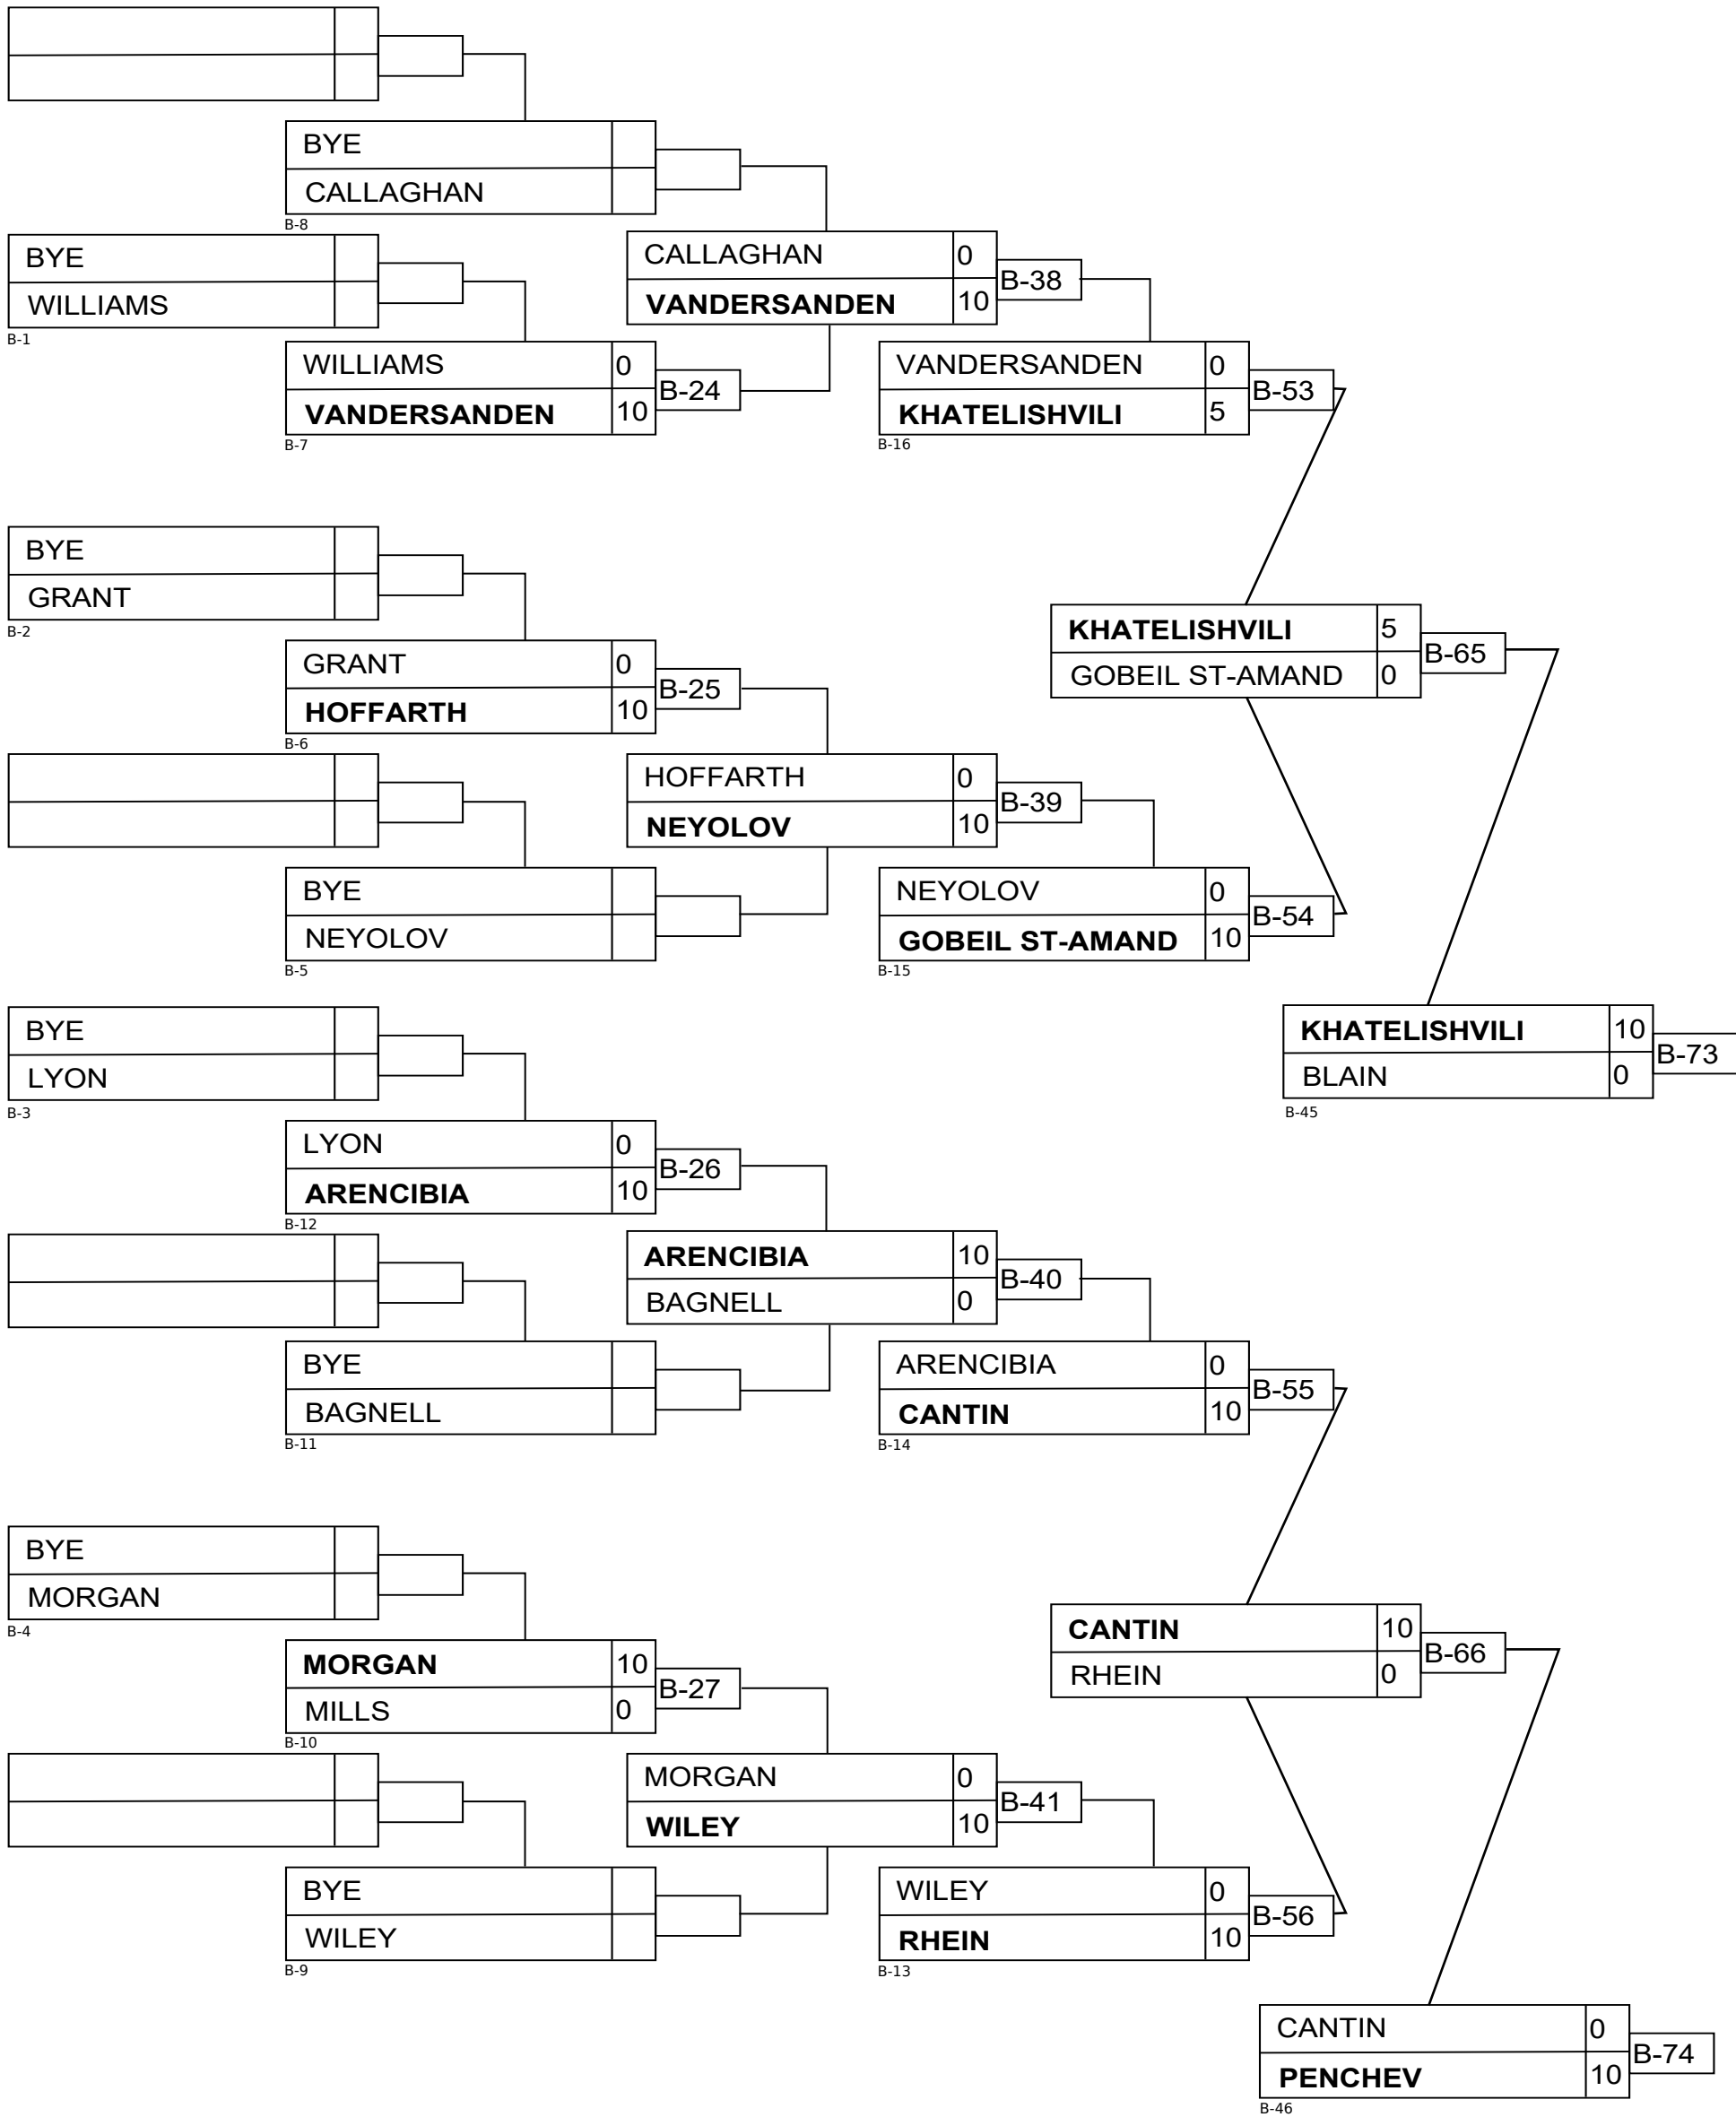 BYE
CALLAGHAN
B-8
BYE
WILLIAMS
B-1
CALLAGHAN 0
VANDERSANDEN 10
B-38
WILLIAMS 0
VANDERSANDEN 10
B-24
B-7
VANDERSANDEN 0
KHATELISHVILI 5
B-53
B-16
BYE
GRANT
B-2
KHATELISHVILI 5
GOBEIL ST-AMAND 0
B-65
GRANT 0
HOFFARTH 10
B-25
B-6
HOFFARTH 0
NEYOLOV 10
B-39
BYE
NEYOLOV
B-5
NEYOLOV 0
GOBEIL ST-AMAND 10
B-54
B-15
BYE
LYON
B-3
KHATELISHVILI 10
BLAIN 0
B-73
B-45
LYON 0
ARENCIBIA 10
B-26
B-12
ARENCIBIA 10
BAGNELL 0
B-40
BYE
BAGNELL
B-11
ARENCIBIA 0
CANTIN 10
B-55
B-14
BYE
MORGAN
B-4
CANTIN 10
RHEIN 0
B-66
MORGAN 10
MILLS 0
B-27
B-10
MORGAN 0
WILEY 10
B-41
BYE
WILEY
B-9
WILEY 0
RHEIN 10
B-56
B-13
CANTIN 0
PENCHEV 10
B-74
B-46